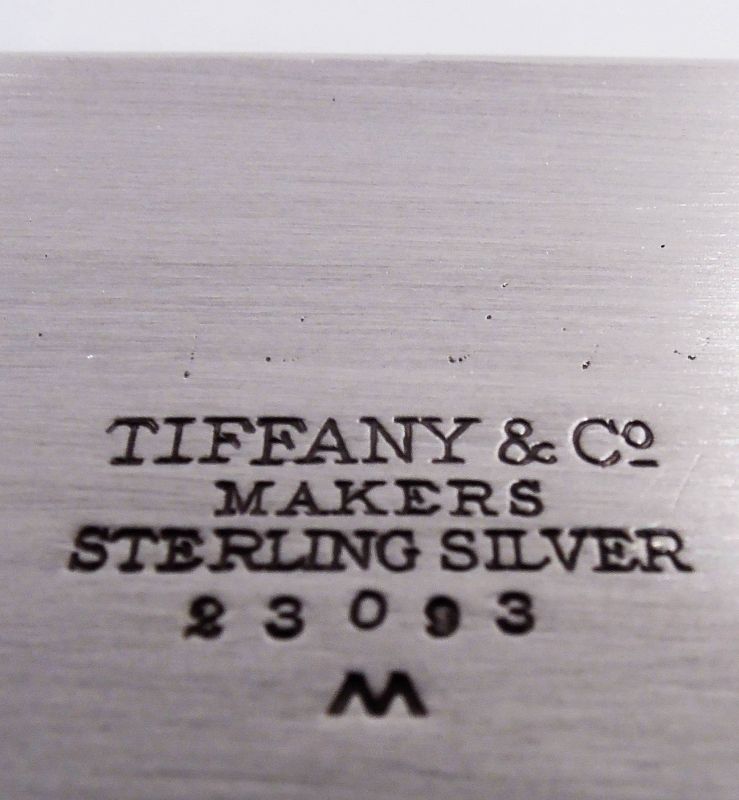 TIFFANY & Cº
MAKERS
STERLING SILVER
23093
M